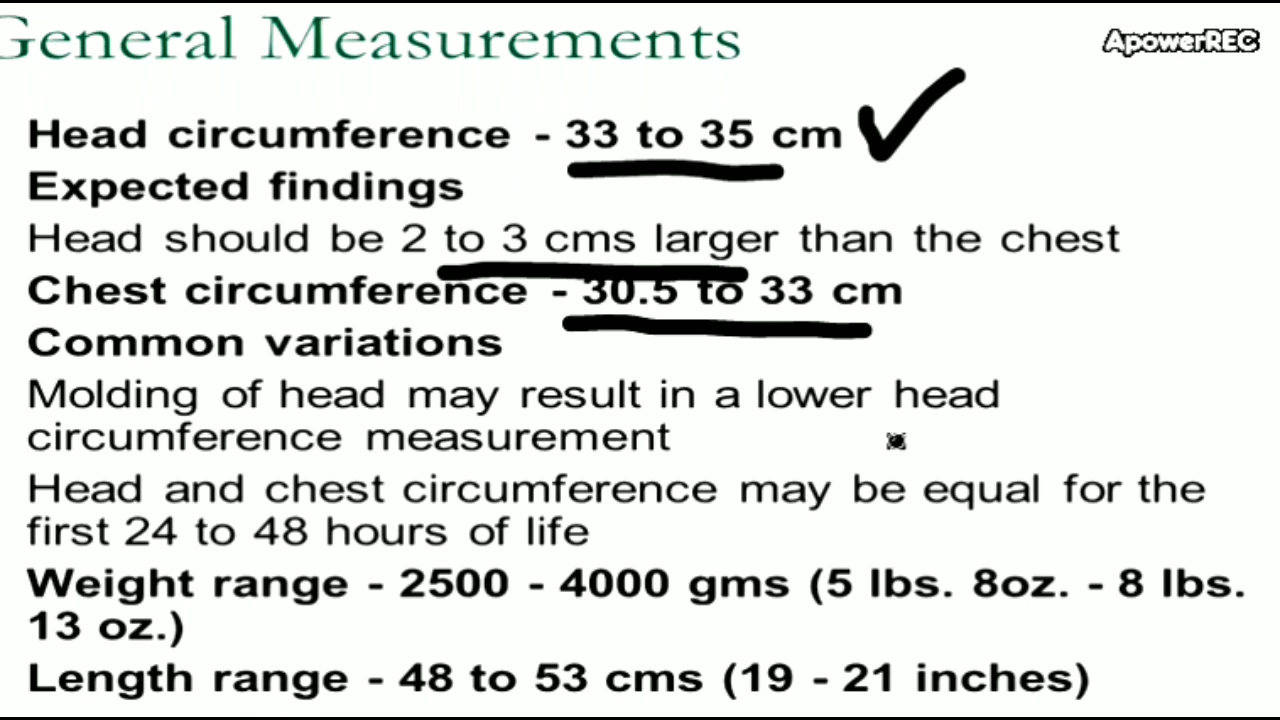 General Measurements
ApowerREC
Head circumference - 33 to 35 cm
Expected findings
Head should be 2 to 3 cms larger than the chest
Chest circumference - 30.5 to 33 cm
Common variations
Molding of head may result in a lower head
circumference measurement
Head and chest circumference may be equal for the
first 24 to 48 hours of life
Weight range - 2500 - 4000 gms (5 lbs. 8oz. - 8 lbs.
13 oz.)
Length range - 48 to 53 cms (19 - 21 inches)